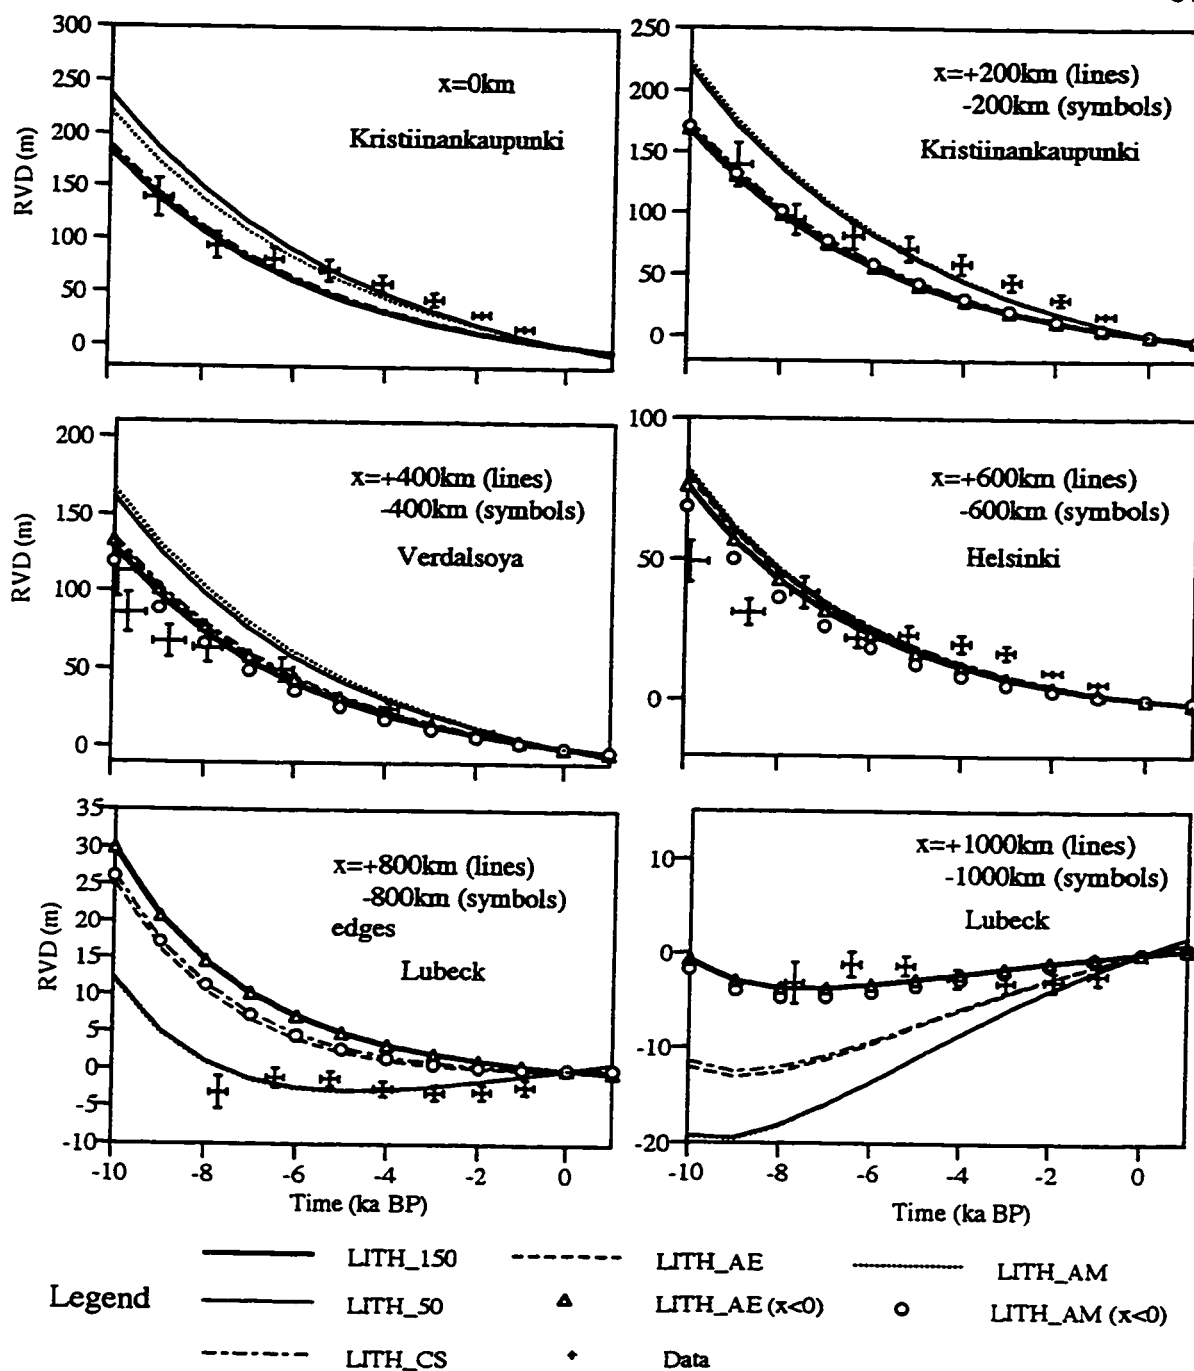 300
250
200
150
100
50
0
RVD (m)
x=0km
Kristiinankaupunki
250
200
150
100
50
0
x=+200km (lines)
-200km (symbols)
Kristiinankaupunki
200
150
100
50
0
RVD (m)
x=+400km (lines)
-400km (symbols)
Verdalsoya
100
50
0
x=+600km (lines)
-600km (symbols)
Helsinki
35
30
25
20
15
10
5
0
-5
-10
RVD (m)
x=+800km (lines)
-800km (symbols)
edges
Lubeck
-10 -8 -6 -4 -2 0
Time (ka BP)
10
0
-10
-20
x=+1000km (lines)
-1000km (symbols)
Lubeck
-10 -8 -6 -4 -2 0
Time (ka BP)
Legend
LITH_150
LITH_AE
LITH_AM
LITH_50
LITH_AE (x<0)
LITH_AM (x<0)
LITH_CS
Data